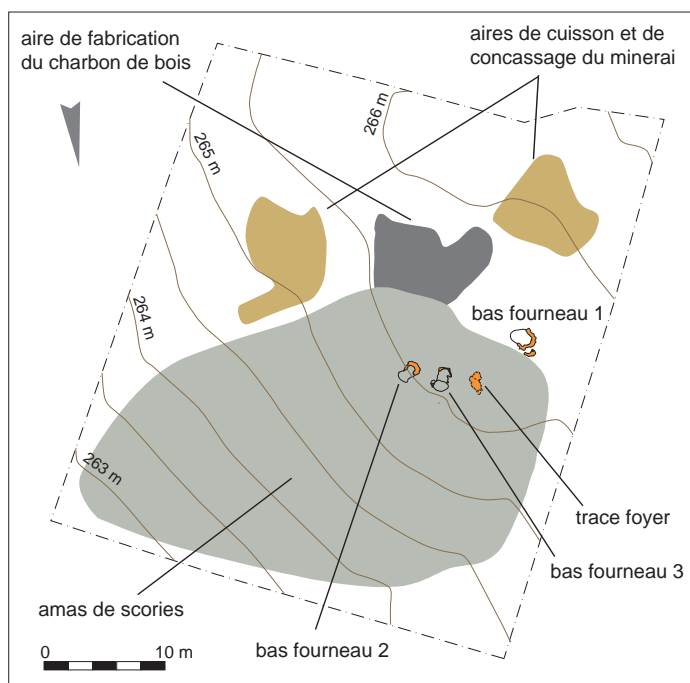 aire de fabrication
du charbon de bois
aires de cuisson et de
concassage du minerai
266 m
265 m
264 m
263 m
bas fourneau 1
trace foyer
bas fourneau 3
bas fourneau 2
amas de scories
0 10 m